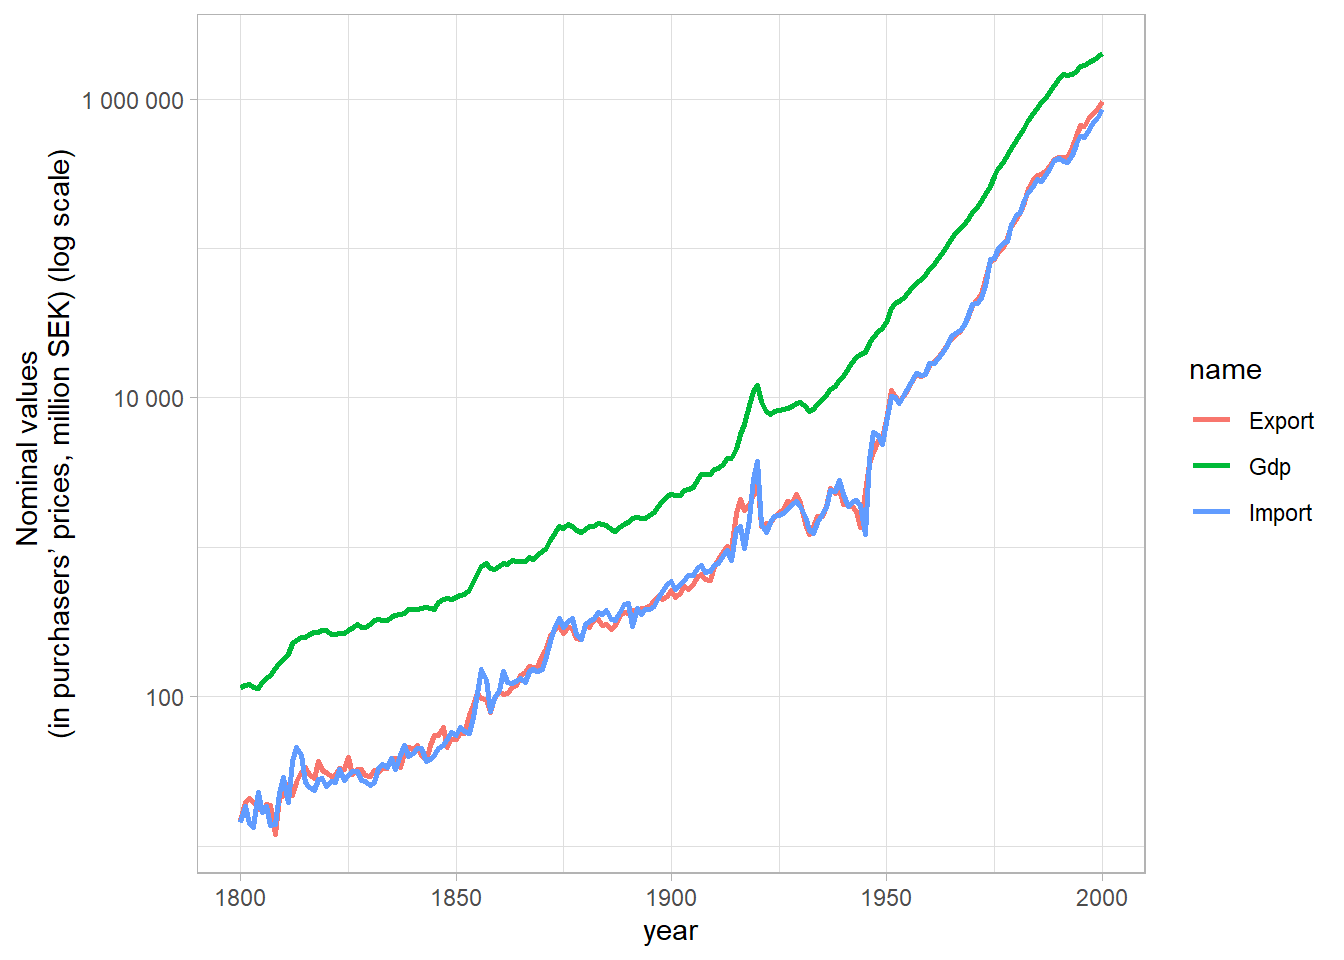 Nominal values
(in purchasers’ prices, million SEK) (log scale)
1 000 000
10 000
100
1800
1850
1900
1950
2000
year
name
Export
Gdp
Import